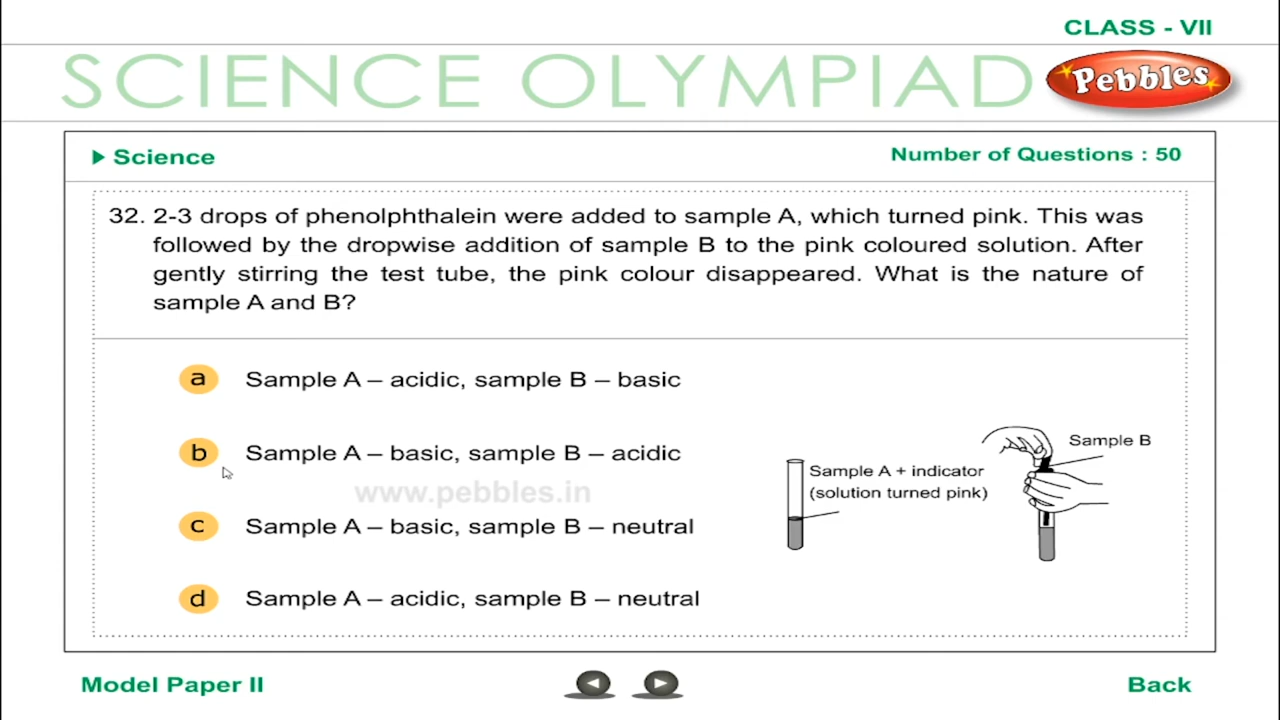 CLASS - VII
SCIENCE OLYMPIAD
Pebbles
Science
Number of Questions : 50
32. 2-3 drops of phenolphthalein were added to sample A, which turned pink. This was
followed by the dropwise addition of sample B to the pink coloured solution. After
gently stirring the test tube, the pink colour disappeared. What is the nature of
sample A and B?
a Sample A – acidic, sample B – basic
b Sample A – basic, sample B – acidic
www.pebbles.in
c Sample A – basic, sample B – neutral
d Sample A – acidic, sample B – neutral
Sample A + indicator
(solution turned pink)
Sample B
Model Paper II
Back